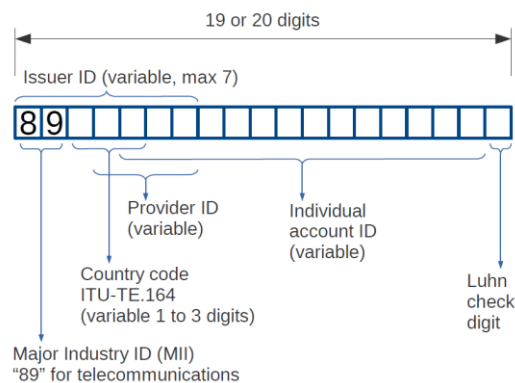 19 or 20 digits
Issuer ID (variable, max 7)
8 9
Provider ID
(variable)
Individual
account ID
(variable)
Country code
ITU-TE.164
(variable 1 to 3 digits)
Luhn
check
digit
Major Industry ID (MII)
“89” for telecommunications